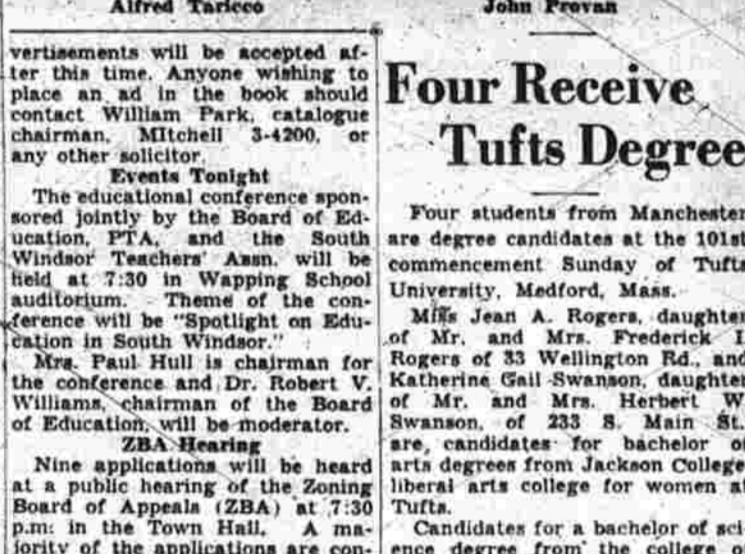 Alfred Taricco
vertisements will be accepted af-
ter this time. Anyone wishing to
place an ad in the book should
contact William Park, catalogue
chairman, MItchell 3-4200, or
any other solicitor.
Events Tonight
The educational conference spon-
sored jointly by the Board of Ed-
ucation, PTA, and the South
Windsor Teachers' Assn. will be
held at 7:30 in Wapping School
auditorium. Theme of the con-
ference will be "Spotlight on Edu-
cation in South Windsor."
Mrs. Paul Hull is chairman for
the conference and Dr. Robert V.
Williams, chairman of the Board
of Education, will be moderator.
ZBA Hearing
Nine applications will be heard
at a public hearing of the Zoning
Board of Appeals (ZBA) at 7:30
p.m. in the Town Hall. A ma-
jority of the applications are con-
John Provan
Four Receive
Tufts Degree
Four students from Manchester
are degree candidates at the 101st
commencement Sunday of Tufts
University, Medford, Mass.
Miss Jean A. Rogers, daughter
of Mr. and Mrs. Frederick I.
Rogers of 33 Wellington Rd., and
Katherine Gail Swanson, daughter
of Mr. and Mrs. Herbert W.
Swanson, of 233 S. Main St.,
are candidates for bachelor of
arts degrees from Jackson College,
liberal arts college for women at
Tufts.
Candidates for a bachelor of sci-
ence degree from the college of